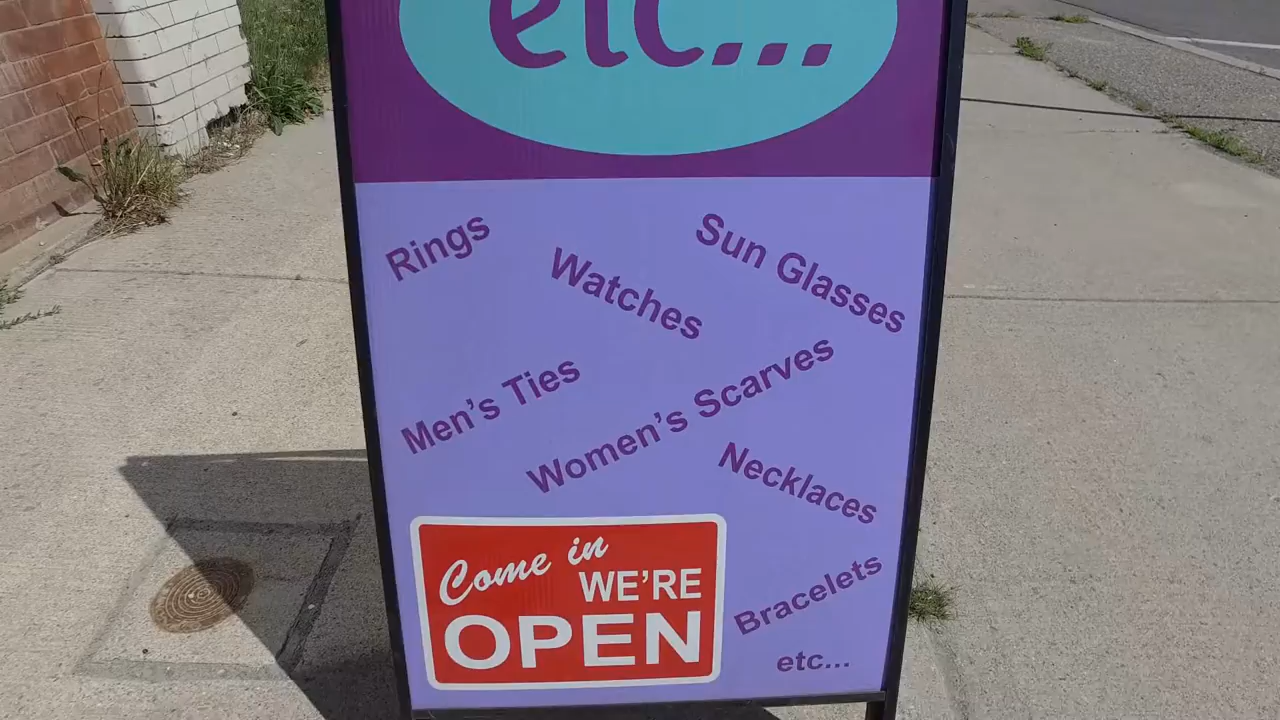 etc...
Rings
Watches
Sun Glasses
Men's Ties
Women's Scarves
Necklaces
Come in
WE'RE
OPEN
Bracelets
etc...